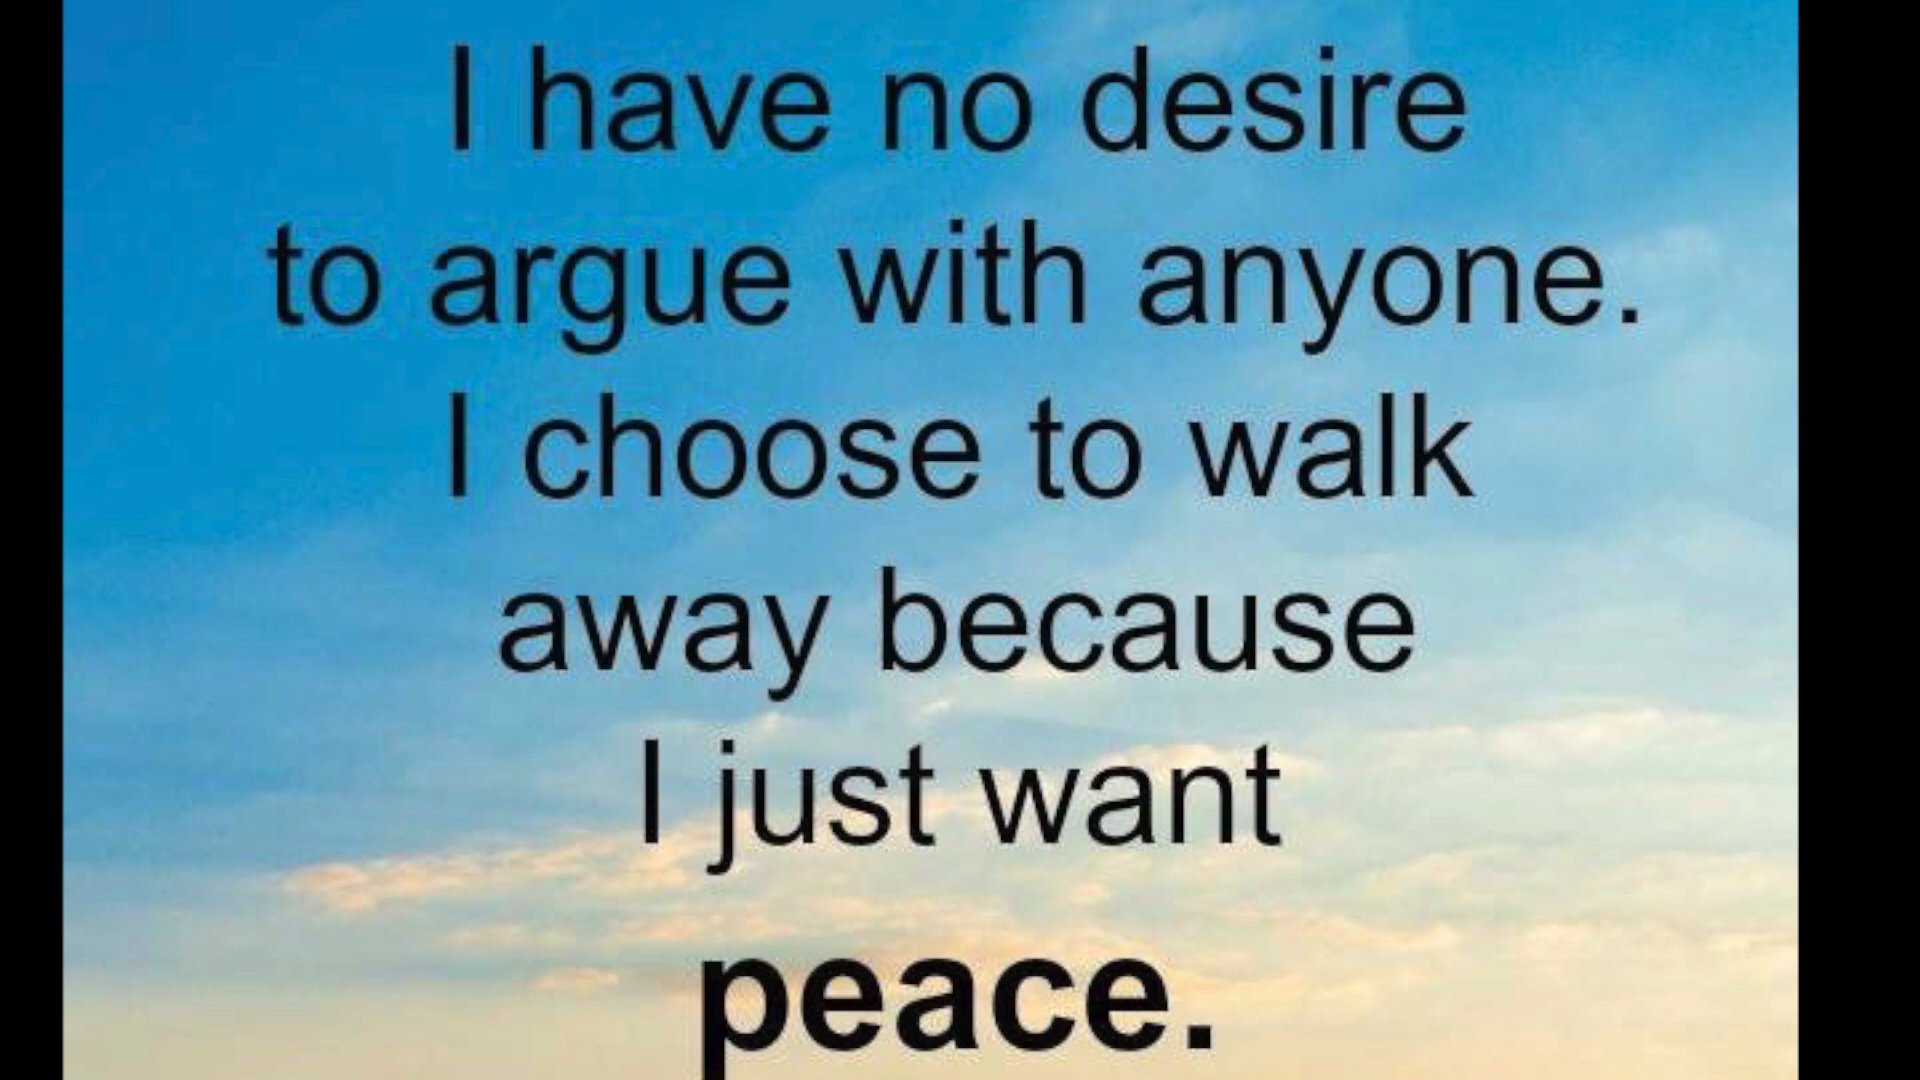 I have no desire
to argue with anyone.
I choose to walk
away because
I just want
peace.